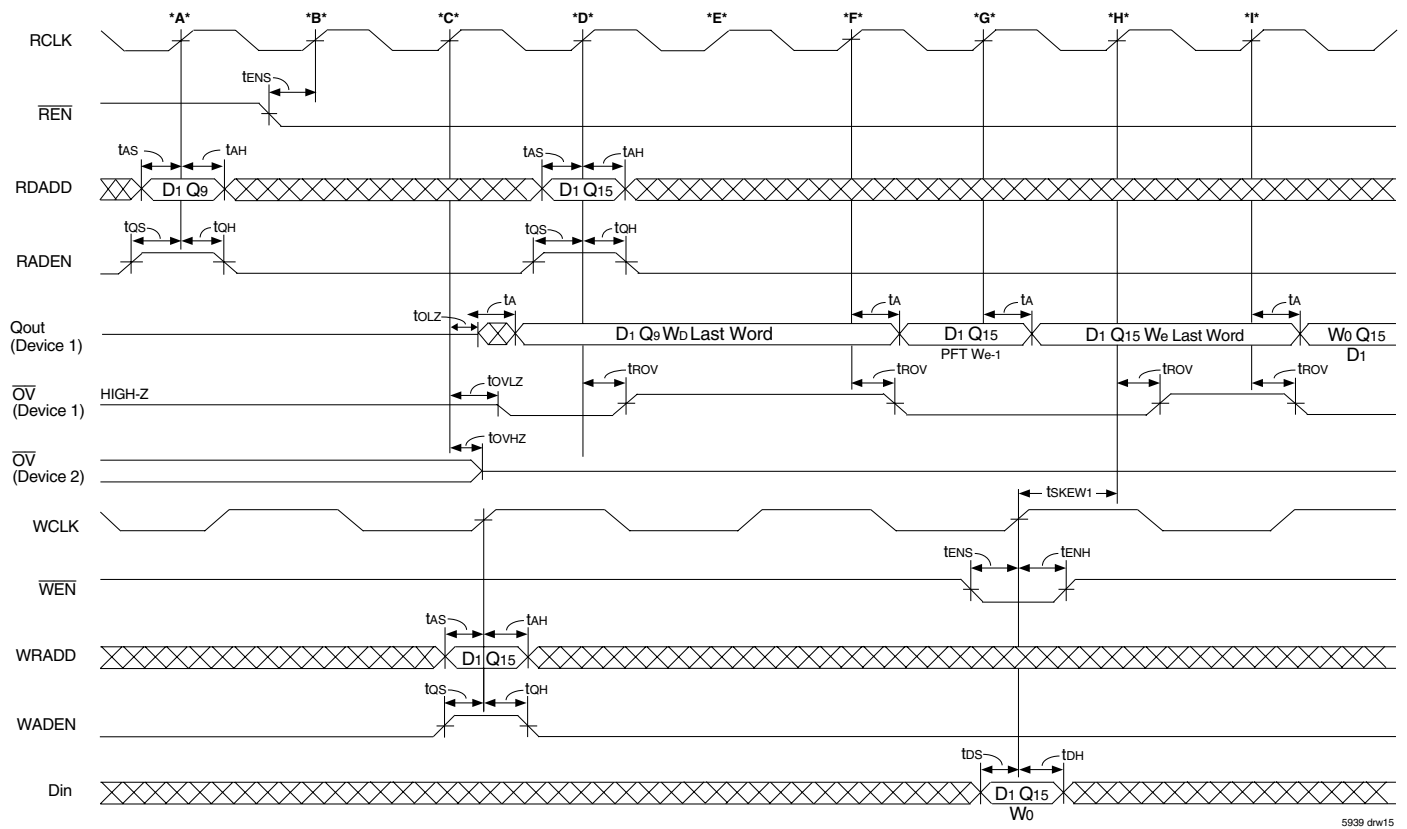 *A* *B* *C* *D* *E* *F* *G* *H* *I*
RCLK
tENS
REN
tAS tAH tAS tAH
RDADD D1 Q9 D1 Q15
tQS tQH tQS tQH
RADEN
tOLZ tA tA tA tA
Qout D1 Q9 WD Last Word D1 Q15 D1 Q15 We Last Word W0 Q15
(Device 1) PFT We-1 D1
tOVLZ tROV tROV tROV tROV
OV HIGH-Z
(Device 1)
tOVHZ
OV
(Device 2)
tSKEW1
WCLK
tENS tENH
WEN
tAS tAH
WRADD D1 Q15
tQS tQH
WADEN
tDS tDH
Din D1 Q15
W0
5939 drw15